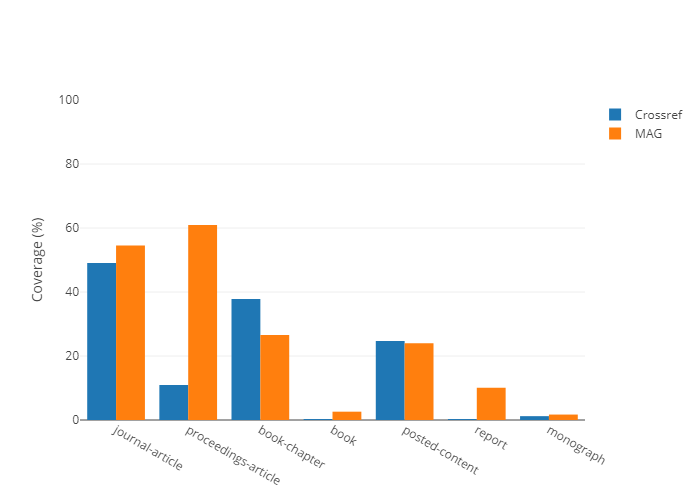 100
80
60
40
20
0
Coverage (%)
journal-article
proceedings-article
book-chapter
book
posted-content
report
monograph
Crossref
MAG